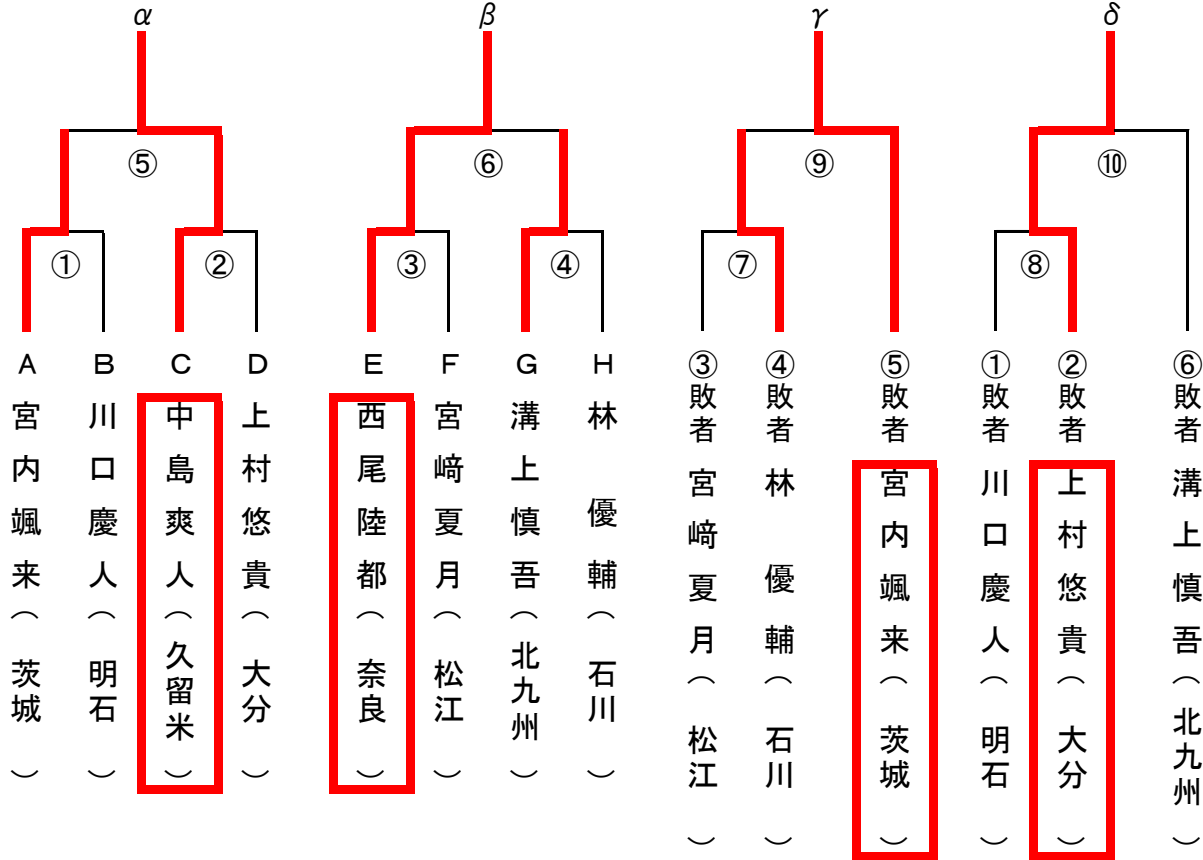 α
β
γ
δ
⑤
⑥
⑨
⑩
①
②
③
④
⑦
⑧
A
宮内颯来(茨城)
B
川口慶人(明石)
C
中島爽人(久留米)
D
上村悠貴(大分)
E
西尾陸都(奈良)
F
宮﨑夏月(松江)
G
溝上慎吾(北九州)
H
林 優輔(石川)
③敗者
宮﨑夏月(松江)
④敗者
林 優輔(石川)
⑤敗者
宮内颯来(茨城)
①敗者
川口慶人(明石)
②敗者
上村悠貴(大分)
⑥敗者
溝上慎吾(北九州)